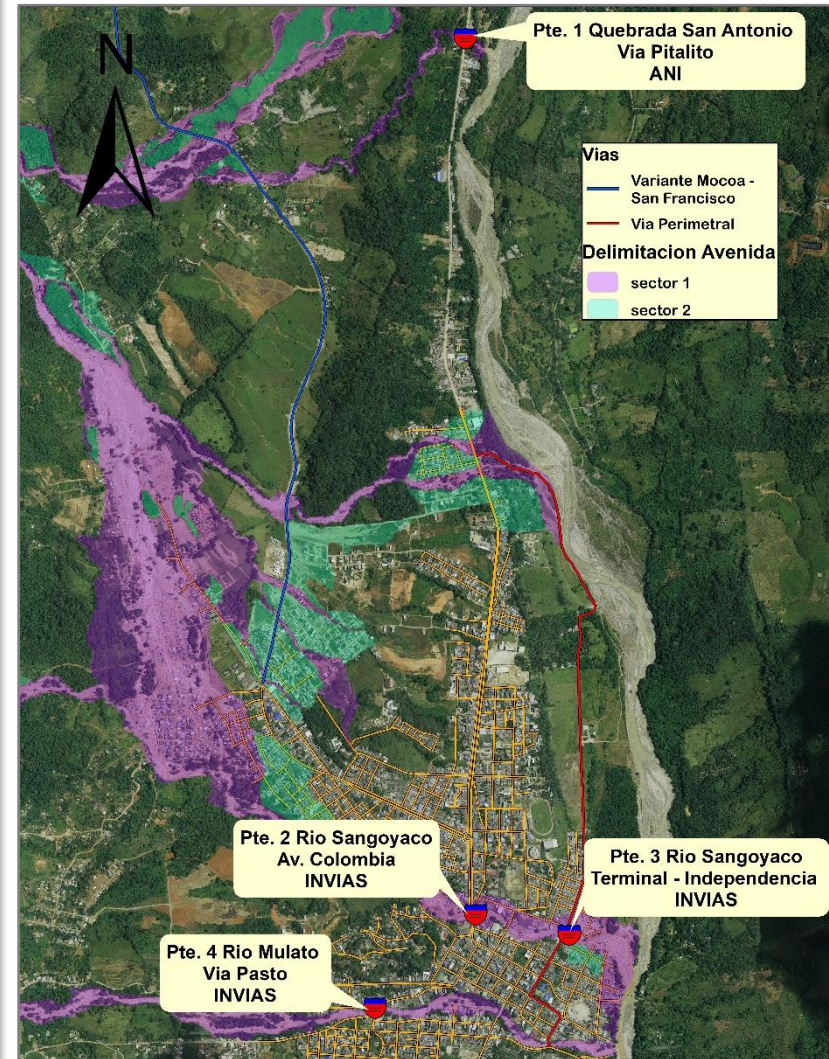 Pte. 1 Quebrada San Antonio
Via Pitalito
ANI
N
Vias
Variante Mocoa -
San Francisco
Via Perimetral
Delimitacion Avenida
sector 1
sector 2
Pte. 2 Rio Sangoyaco
Av. Colombia
INVIAS
Pte. 3 Rio Sangoyaco
Terminal - Independencia
INVIAS
Pte. 4 Rio Mulato
Via Pasto
INVIAS